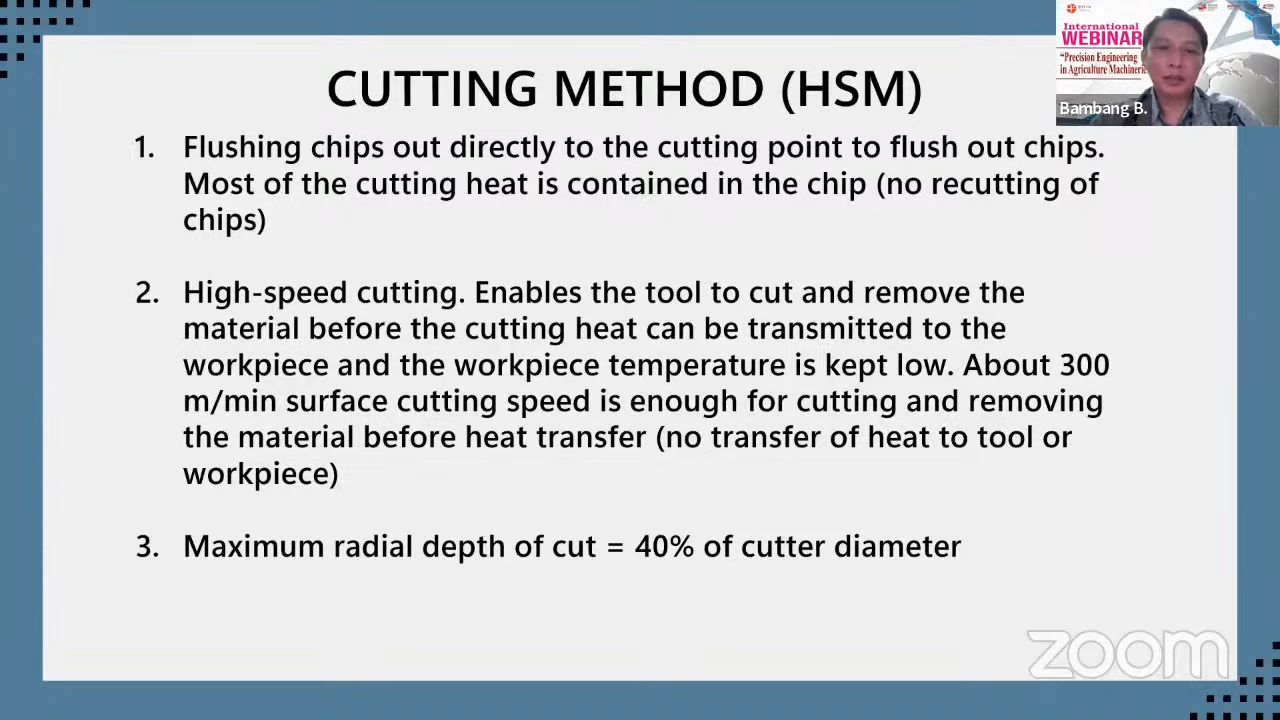 CUTTING METHOD (HSM)
1. Flushing chips out directly to the cutting point to flush out chips.
Most of the cutting heat is contained in the chip (no recutting of
chips)
2. High-speed cutting. Enables the tool to cut and remove the
material before the cutting heat can be transmitted to the
workpiece and the workpiece temperature is kept low. About 300
m/min surface cutting speed is enough for cutting and removing
the material before heat transfer (no transfer of heat to tool or
workpiece)
3. Maximum radial depth of cut = 40% of cutter diameter
International
WEBINAR
"Precision Engineering
in Agriculture Machinerie
Bambang B.
zoom